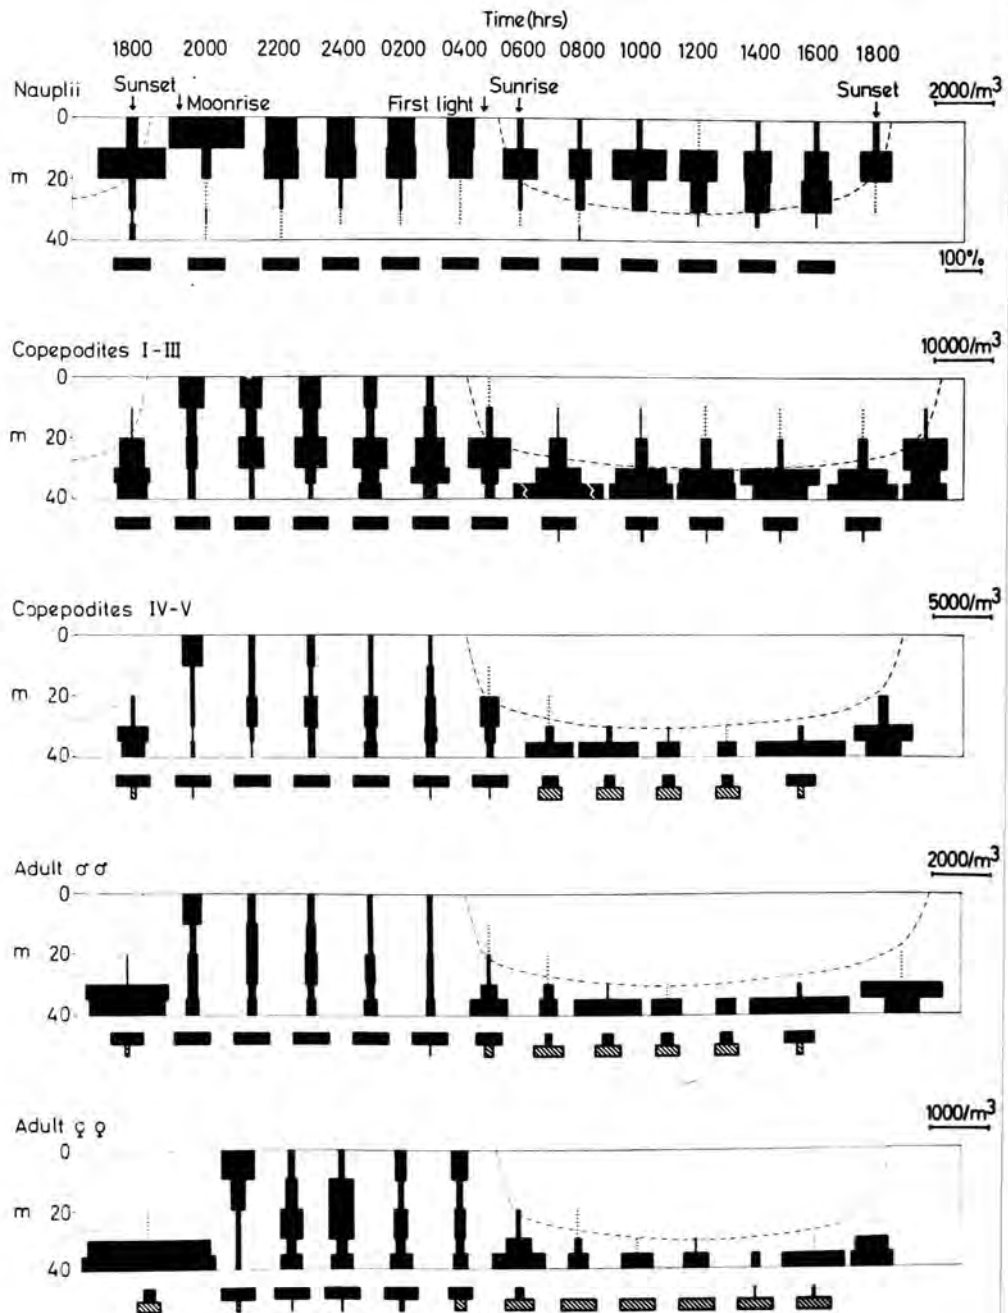 Time (hrs)
1800 2000 2200 2400 0200 0400 0600 0800 1000 1200 1400 1600 1800
Nauplii Sunset Moonrise First light Sunrise Sunset 2000/m³
0
m 20
40
100%
Copepodites I-III 10000/m³
0
m 20
40
Copepodites IV-V 5000/m³
0
m 20
40
Adult ♂♂ 2000/m³
0
m 20
40
Adult ♀♀ 1000/m³
0
m 20
40